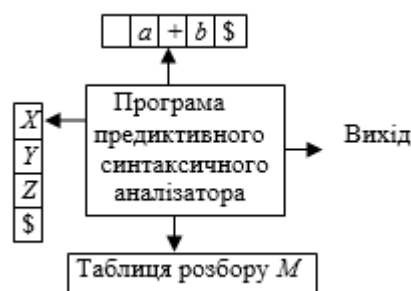 a + b $
Програма
предиктивного
синтаксичного
аналізатора
Вихід
X
Y
Z
$
Таблиця розбору M